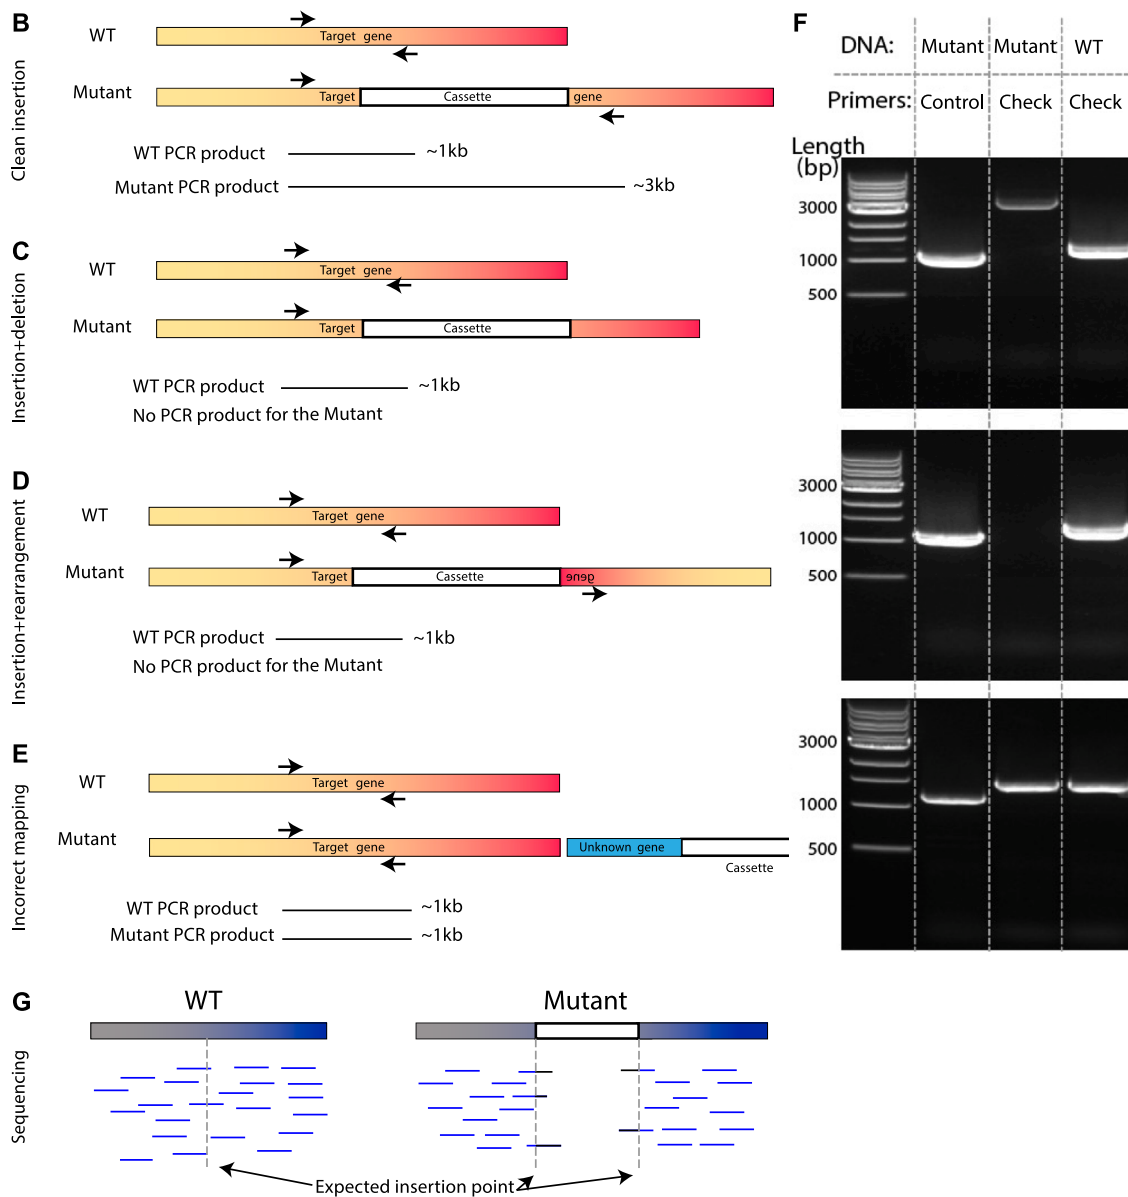 B
Clean insertion
WT
Target gene
Mutant
Target
Cassette
gene
WT PCR product
~1kb
Mutant PCR product
~3kb
C
Insertion+deletion
WT
Target gene
Mutant
Target
Cassette
WT PCR product
~1kb
No PCR product for the Mutant
D
Insertion+rearrangement
WT
Target gene
Mutant
Target
Cassette
gene
WT PCR product
~1kb
No PCR product for the Mutant
E
Incorrect mapping
WT
Target gene
Mutant
Target gene
Unknown gene
Cassette
WT PCR product
~1kb
Mutant PCR product
~1kb
F
DNA: Mutant Mutant WT
Primers: Control Check Check
Length
(bp)
3000
1000
500
3000
1000
500
3000
1000
500
G
Sequencing
WT
Mutant
Expected insertion point